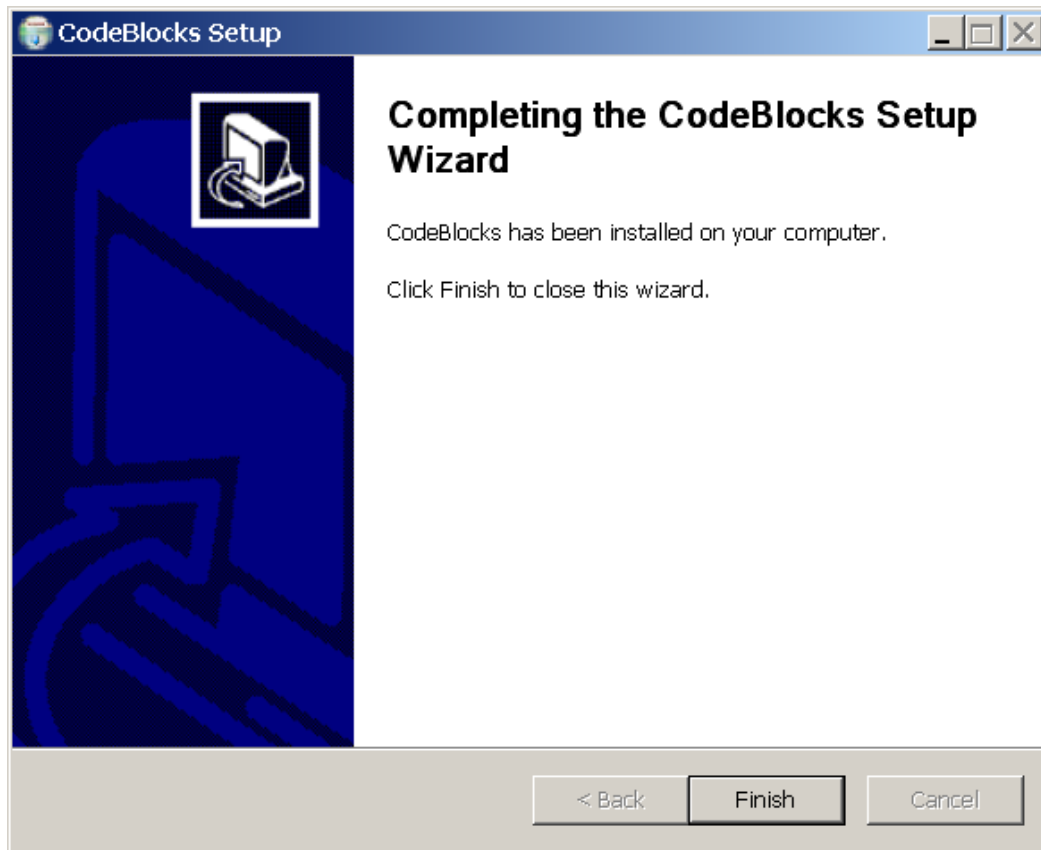 CodeBlocks Setup
Completing the CodeBlocks Setup
Wizard
CodeBlocks has been installed on your computer.
Click Finish to close this wizard.
< Back
Finish
Cancel